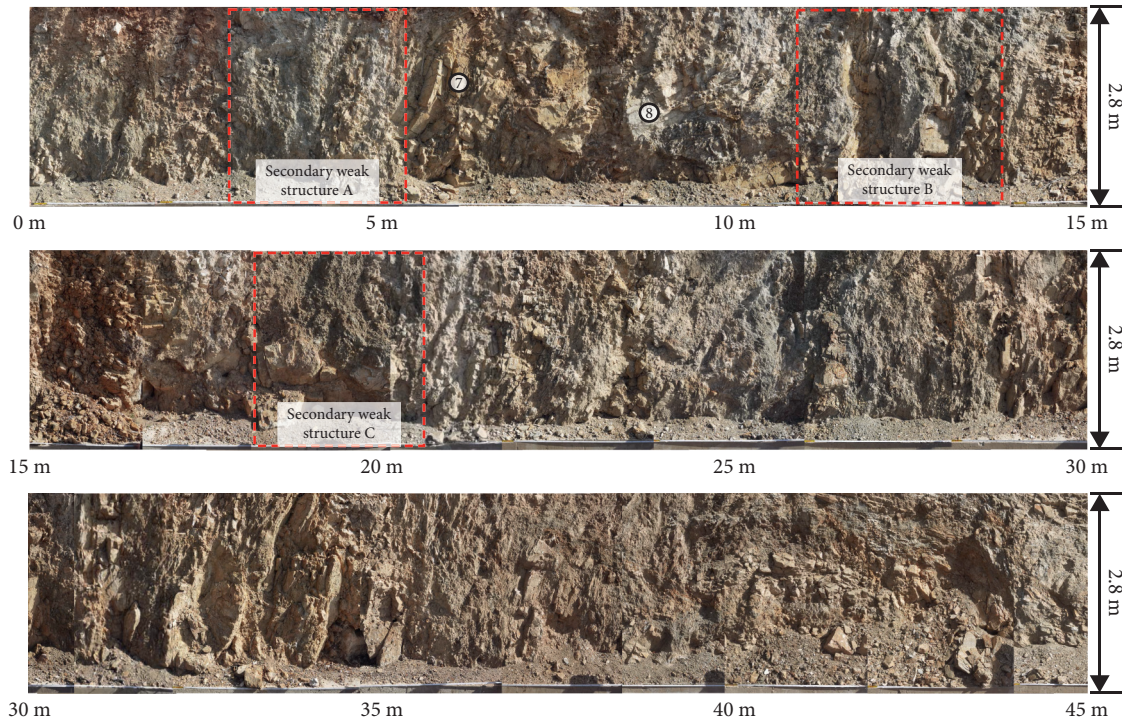 ⑦
⑧
Secondary weak
structure A
Secondary weak
structure B
2.8 m
0 m
5 m
10 m
15 m
Secondary weak
structure C
2.8 m
15 m
20 m
25 m
30 m
2.8 m
30 m
35 m
40 m
45 m